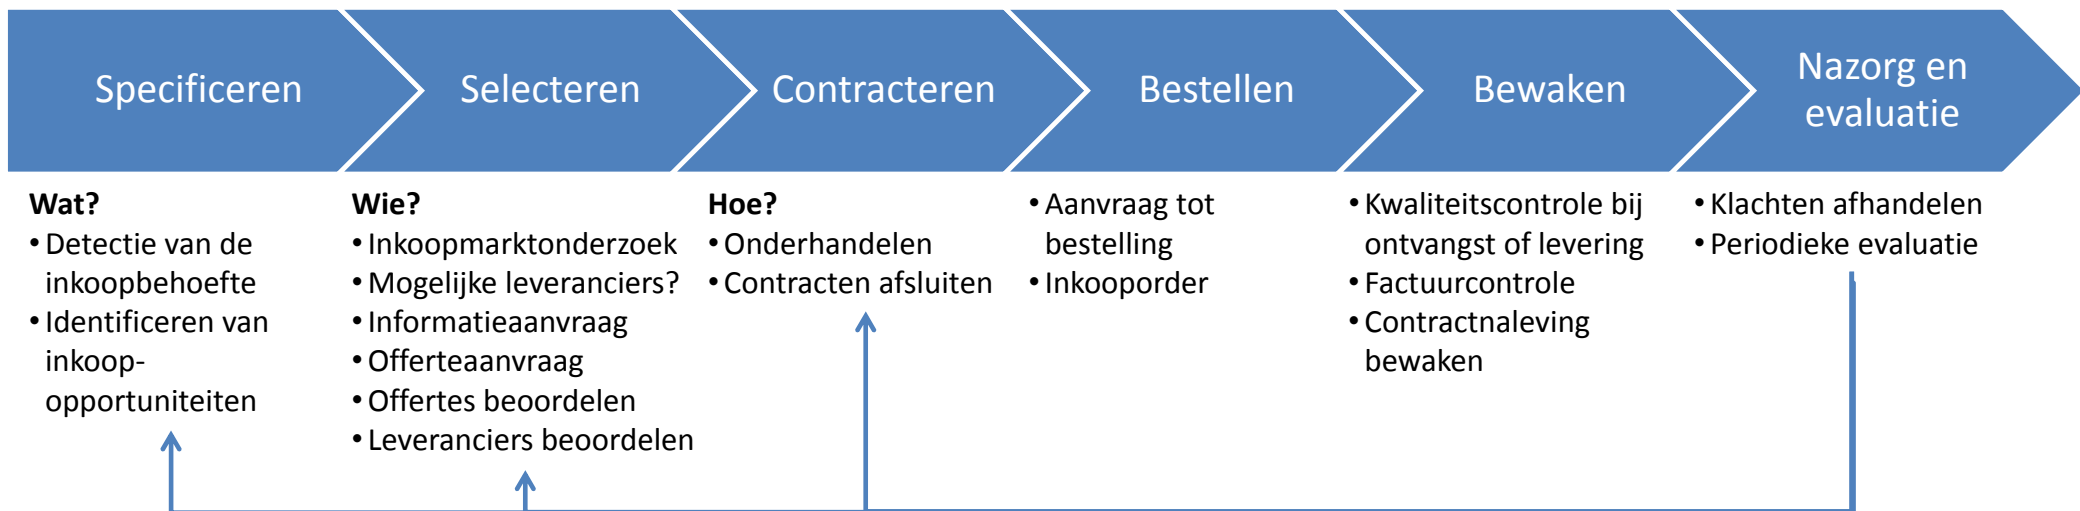 Specificeren
Selecteren
Contracteren
Bestellen
Bewaken
Nazorg en
evaluatie
Wat?
• Detectie van de
inkoopbehoefte
• Identificeren van
inkoop-
opportuniteiten
Wie?
• Inkoopmarktonderzoek
• Mogelijke leveranciers?
• Informatieaanvraag
• Offerteaanvraag
• Offertes beoordelen
• Leveranciers beoordelen
Hoe?
• Onderhandelen
• Contracten afsluiten
• Aanvraag tot
bestelling
• Inkooporder
• Kwaliteitscontrole bij
ontvangst of levering
• Factuurcontrole
• Contractnaleving
bewaken
• Klachten afhandelen
• Periodieke evaluatie